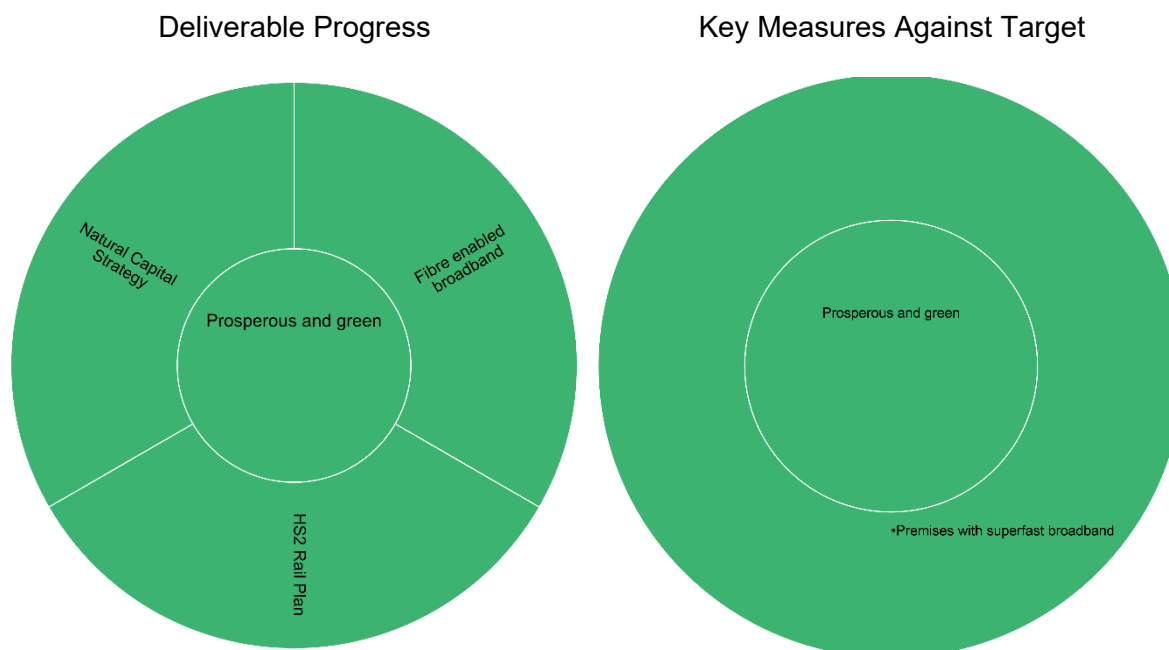 Deliverable Progress
Key Measures Against Target
Natural Capital
Strategy
Fibre enabled
broadband
Prosperous and green
HS2 Rail Plan
Prosperous and green
•Premises with superfast broadband